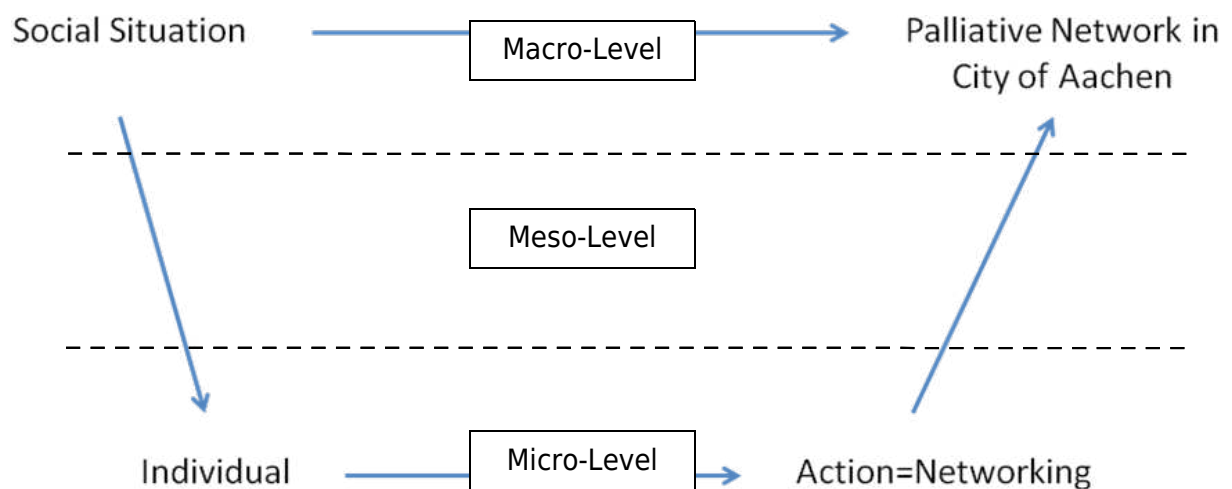 Social Situation
Macro-Level
Palliative Network in
City of Aachen
Meso-Level
Individual
Micro-Level
Action=Networking